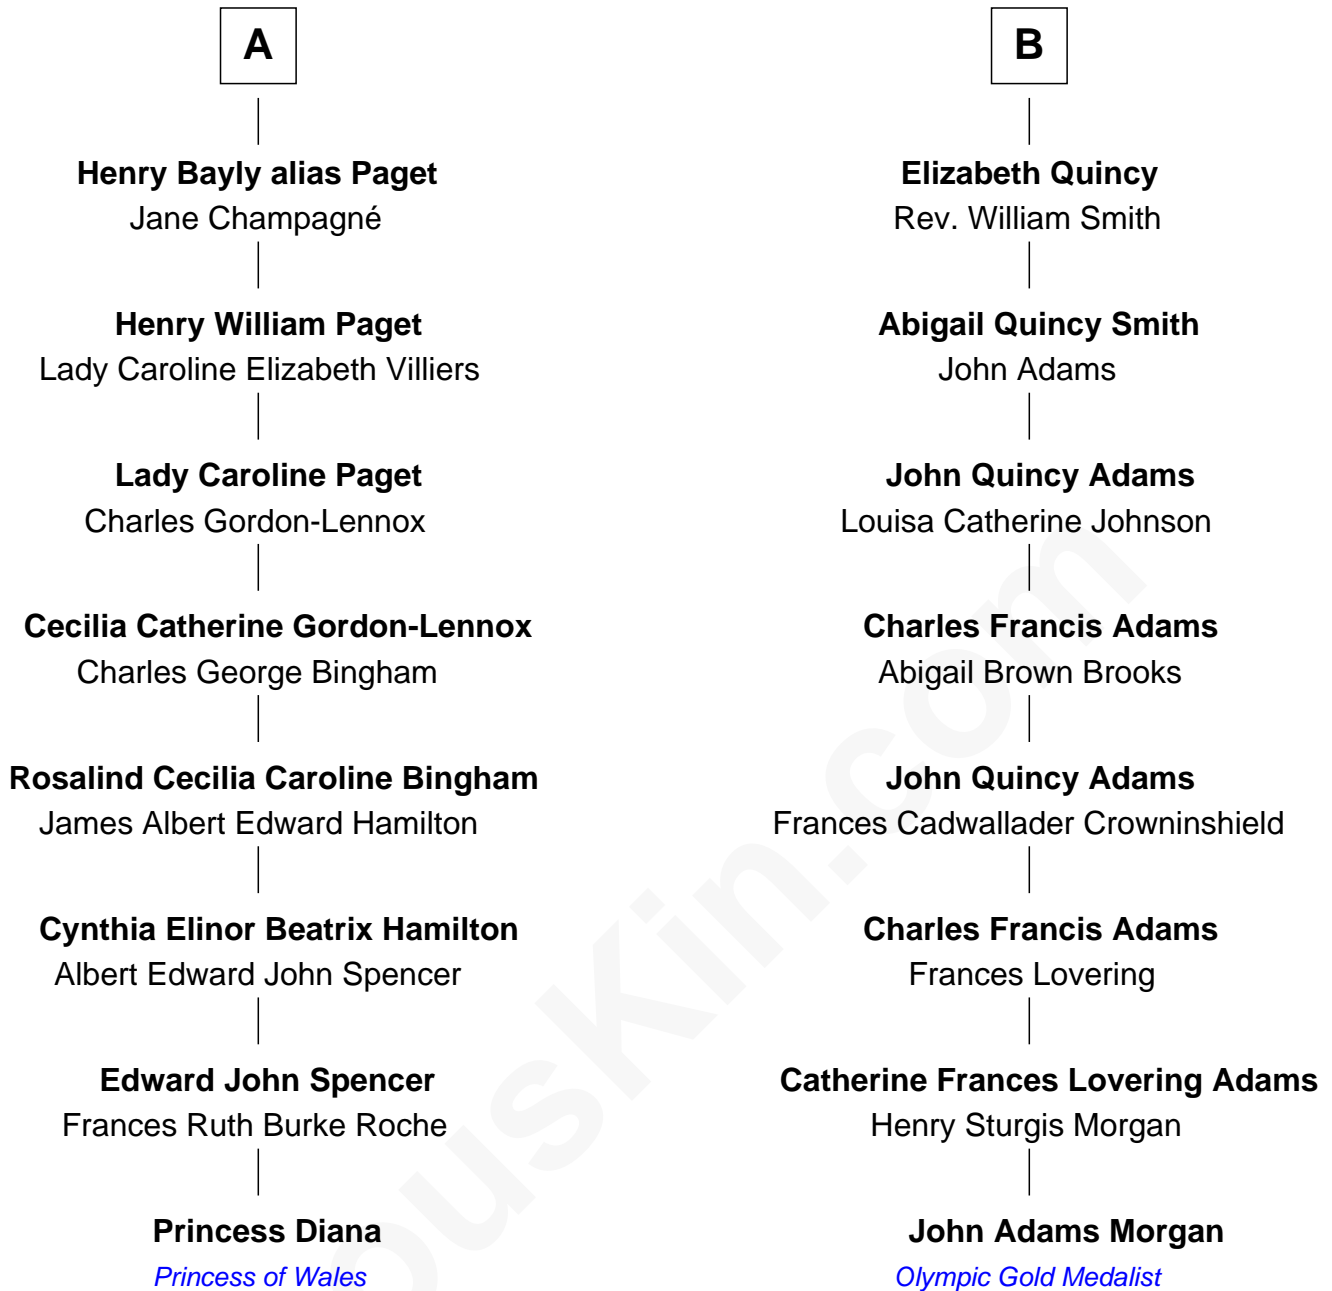 A
Henry Bayly alias Paget
Jane Champagné
Henry William Paget
Lady Caroline Elizabeth Villiers
Lady Caroline Paget
Charles Gordon-Lennox
Cecilia Catherine Gordon-Lennox
Charles George Bingham
Rosalind Cecilia Caroline Bingham
James Albert Edward Hamilton
Cynthia Elinor Beatrix Hamilton
Albert Edward John Spencer
Edward John Spencer
Frances Ruth Burke Roche
Princess Diana
Princess of Wales
B
Elizabeth Quincy
Rev. William Smith
Abigail Quincy Smith
John Adams
John Quincy Adams
Louisa Catherine Johnson
Charles Francis Adams
Abigail Brown Brooks
John Quincy Adams
Frances Cadwallader Crowninshield
Charles Francis Adams
Frances Lovering
Catherine Frances Lovering Adams
Henry Sturgis Morgan
John Adams Morgan
Olympic Gold Medalist
ousKin.com